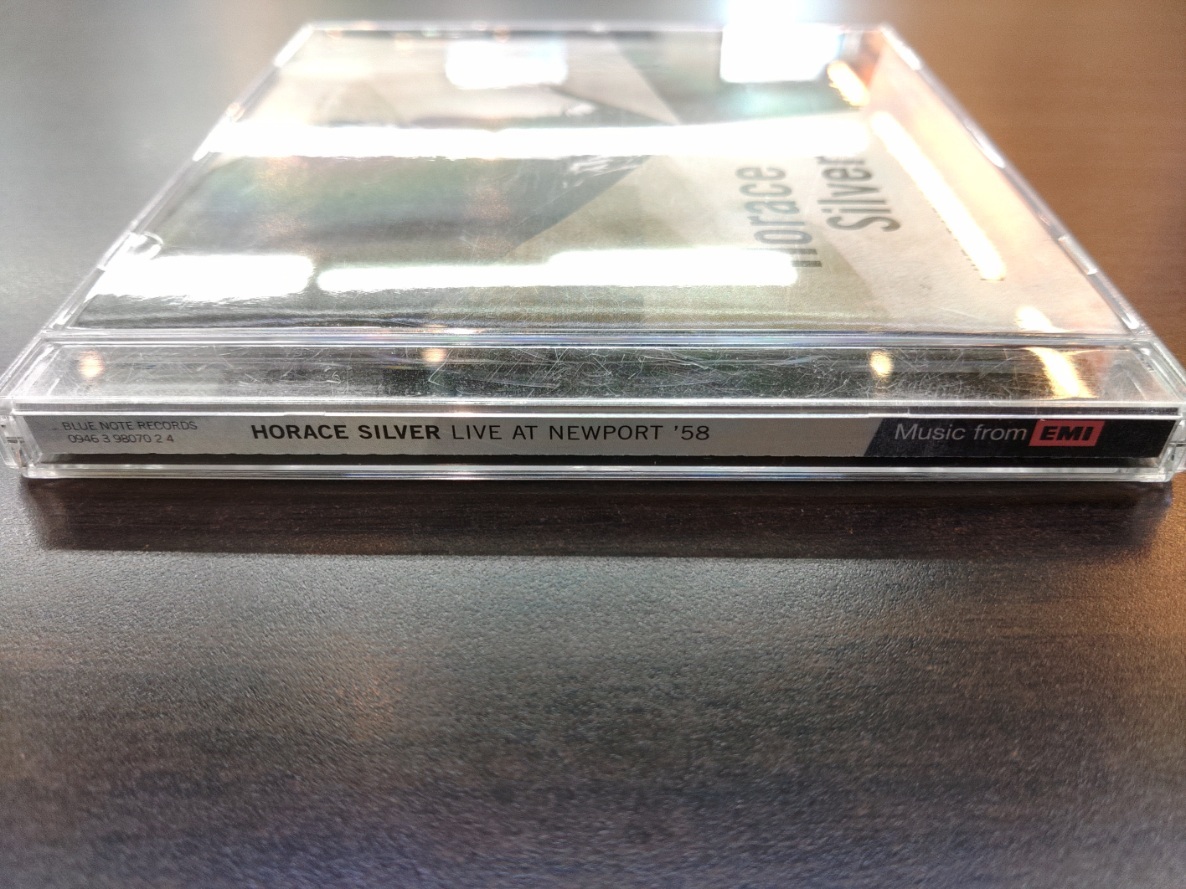 horace
silver
BLUE NOTE RECORDS
0946 3 98070 2 4
HORACE SILVER LIVE AT NEWPORT '58
Music from EMI